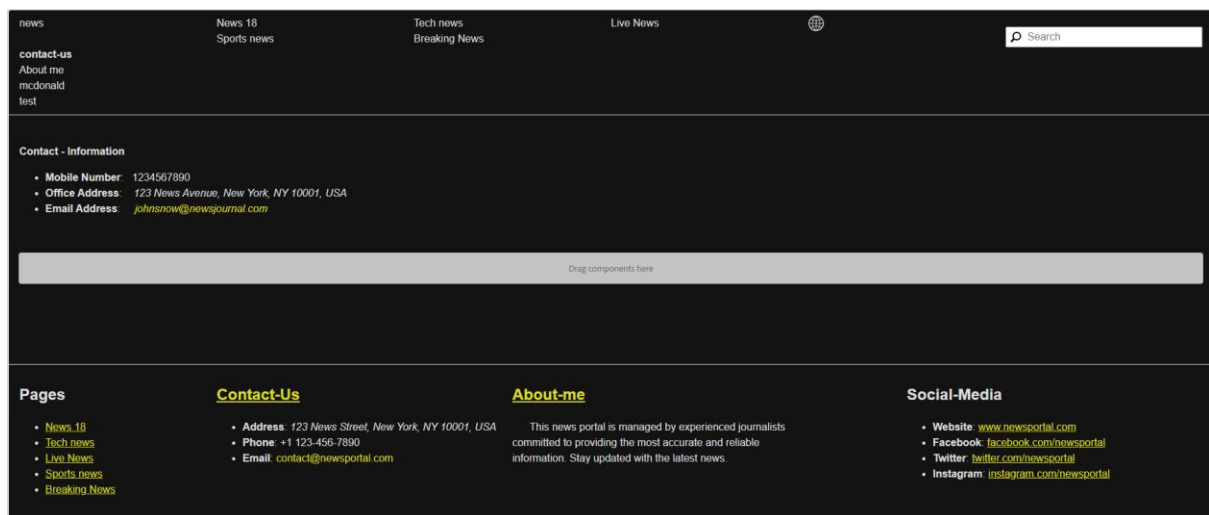 news
News 18
Sports news
Tech news
Breaking News
Live News
Search
contact-us
About me
mcdonald
test
Contact - Information
Mobile Number: 1234567890
Office Address: 123 News Avenue, New York, NY 10001, USA
Email Address: johnsnow@newsjournal.com
Drag components here
Pages
News 18
Tech news
Live News
Sports news
Breaking News
Contact-Us
Address: 123 News Street, New York, NY 10001, USA
Phone: +1 123-456-7890
Email: contact@newsportal.com
About-me
This news portal is managed by experienced journalists
committed to providing the most accurate and reliable
information. Stay updated with the latest news.
Social-Media
Website: www.newsportal.com
Facebook: facebook.com/newsportal
Twitter: twitter.com/newsportal
Instagram: instagram.com/newsportal